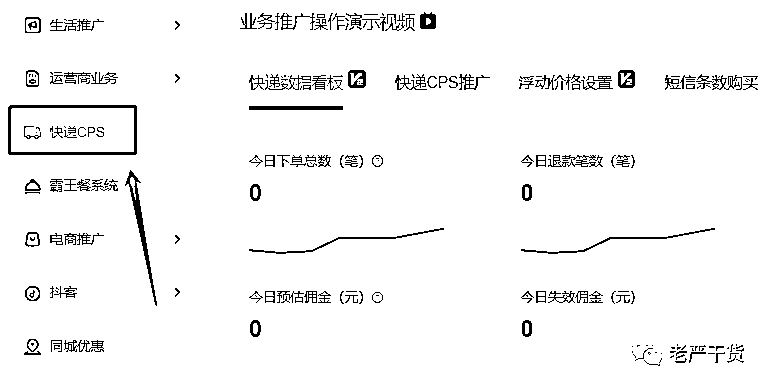 生活推广
运营商业务
快递CPS
霸王餐系统
电商推广
抖客
同城优惠
业务推广操作演示视频
快递数据看板 快递CPS推广 浮动价格设置 短信条数购买
今日下单总数（笔） 今日退款笔数（笔）
0 0
今日预估佣金（元） 今日失效佣金（元）
0 0
老严干货